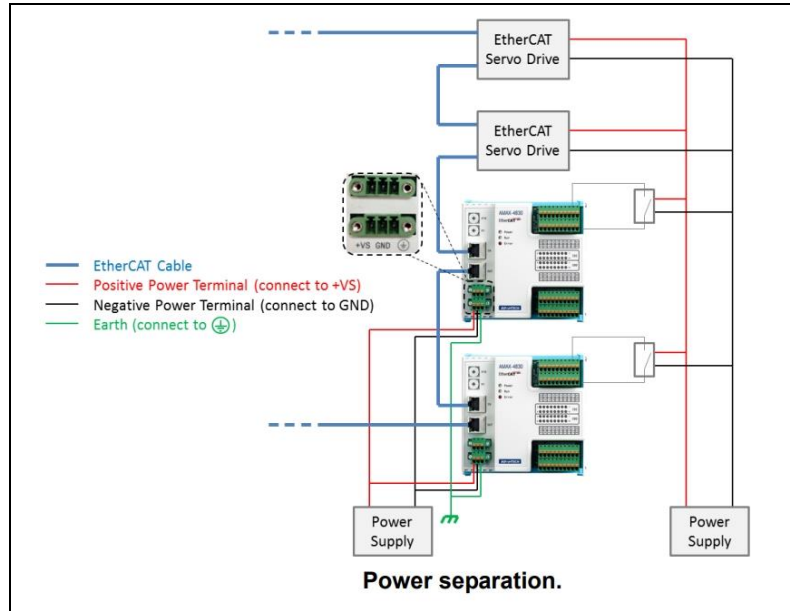 EtherCAT
Servo Drive
EtherCAT
Servo Drive
+VS GND
AMAX-4830
EtherCAT
EtherCAT Cable
Positive Power Terminal (connect to +VS)
Negative Power Terminal (connect to GND)
Earth (connect to ⏚)
AMAX-4830
EtherCAT
Power
Supply
Power
Supply
Power separation.